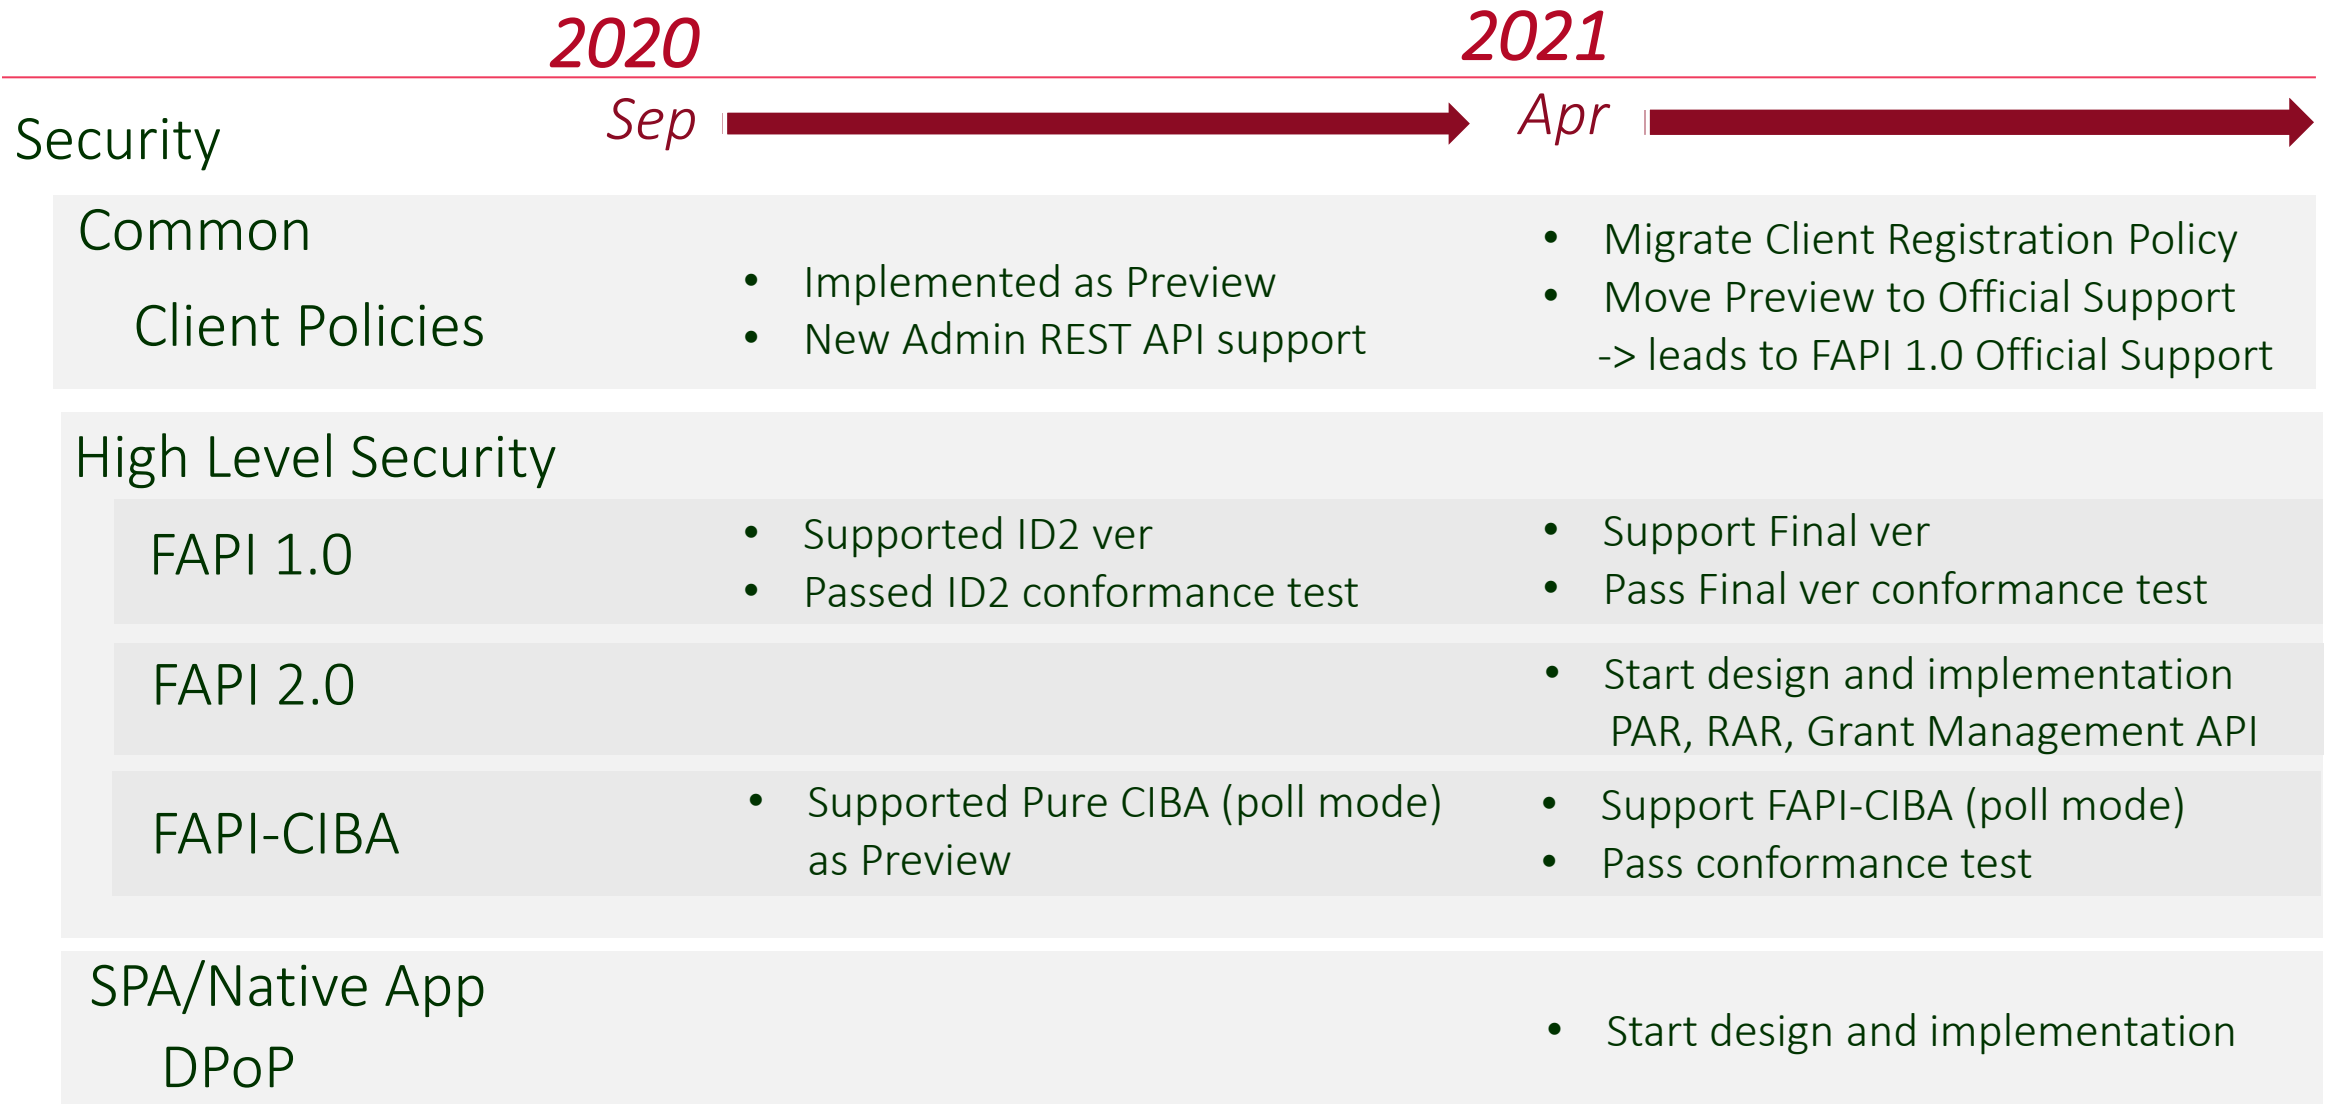 2020
2021
Sep
Apr
Security
Common
Client Policies
• Implemented as Preview
• New Admin REST API support
• Migrate Client Registration Policy
• Move Preview to Official Support
-> leads to FAPI 1.0 Official Support
High Level Security
FAPI 1.0
• Supported ID2 ver
• Passed ID2 conformance test
• Support Final ver
• Pass Final ver conformance test
FAPI 2.0
• Start design and implementation
PAR, RAR, Grant Management API
FAPI-CIBA
• Supported Pure CIBA (poll mode)
as Preview
• Support FAPI-CIBA (poll mode)
• Pass conformance test
SPA/Native App
DPoP
• Start design and implementation